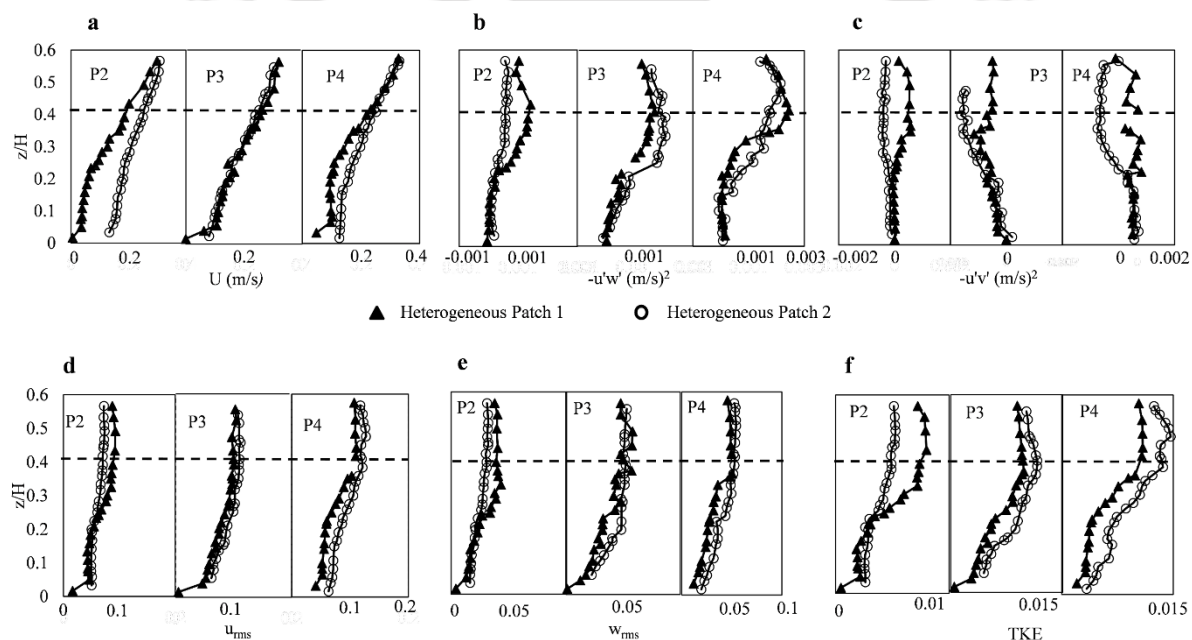 a b c
0.6 0.5 0.4 0.3 0.2 0.1 0
z/H
P2 P3 P4
P2 P3 P4
P2 P3 P4
0 0.2 0.2 0.2 0.4
-0.001 0.001 0.001 0.001 0.003
-0.002 0 0 0 0.002
U (m/s)
-u'w' (m/s)²
-u'v' (m/s)²
Heterogeneous Patch 1 Heterogeneous Patch 2
d e f
0.6 0.5 0.4 0.3 0.2 0.1 0
z/H
P2 P3 P4
P2 P3 P4
P2 P3 P4
0 0.1 0.1 0.1 0.2
0 0.05 0.05 0.05 0.1
0 0.01 0.015 0.015
u_rms
w_rms
TKE